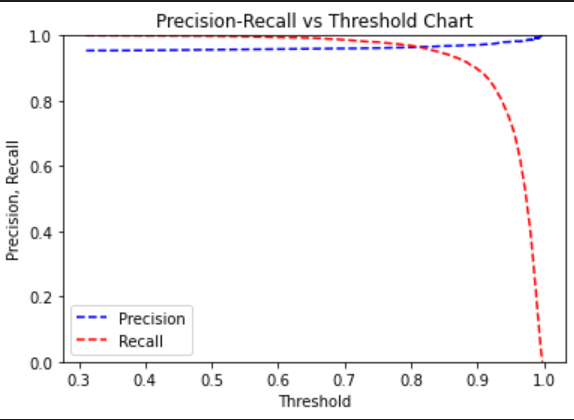 Precision-Recall vs Threshold Chart
1.0
0.8
0.6
0.4
0.2
0.0
Precision, Recall
Precision
Recall
0.3 0.4 0.5 0.6 0.7 0.8 0.9 1.0
Threshold